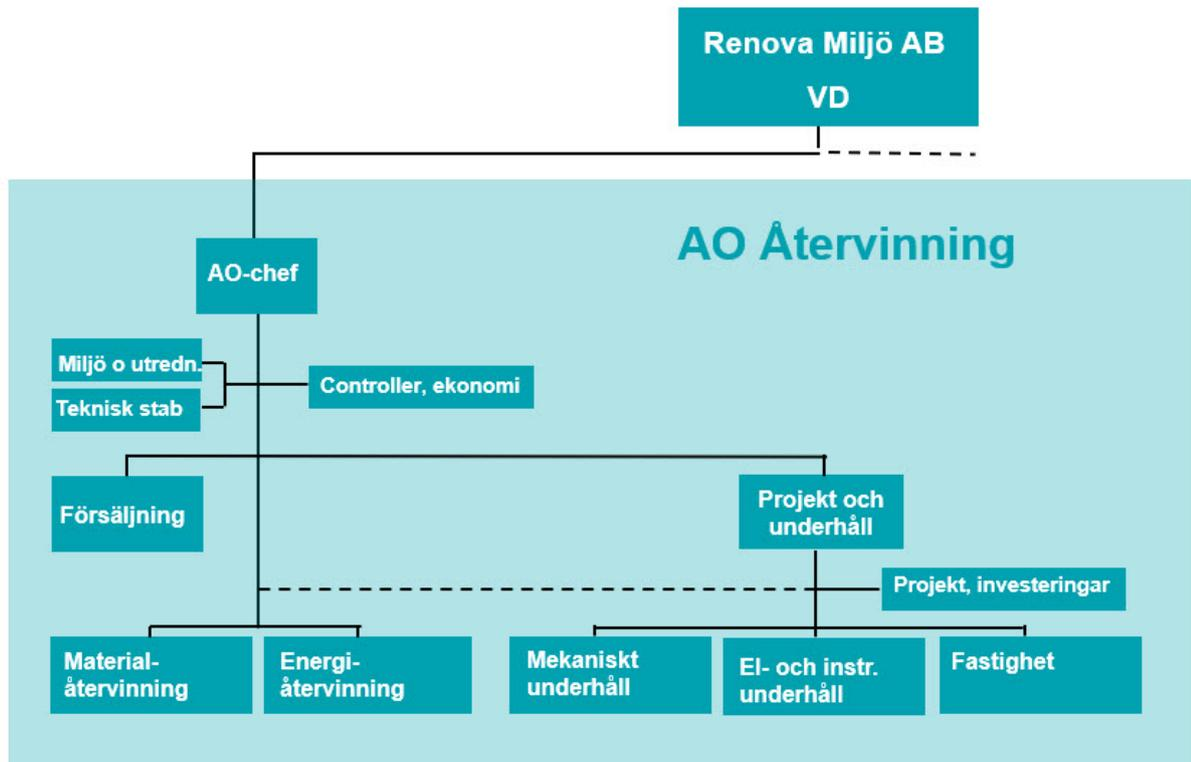 Renova Miljö AB
VD
AO Återvinning
AO-chef
Miljö o utredn.
Controller, ekonomi
Teknisk stab
Försäljning
Projekt och
underhåll
Projekt, investeringar
Material-
återvinning
Energi-
återvinning
Mekaniskt
underhåll
El- och instr.
underhåll
Fastighet